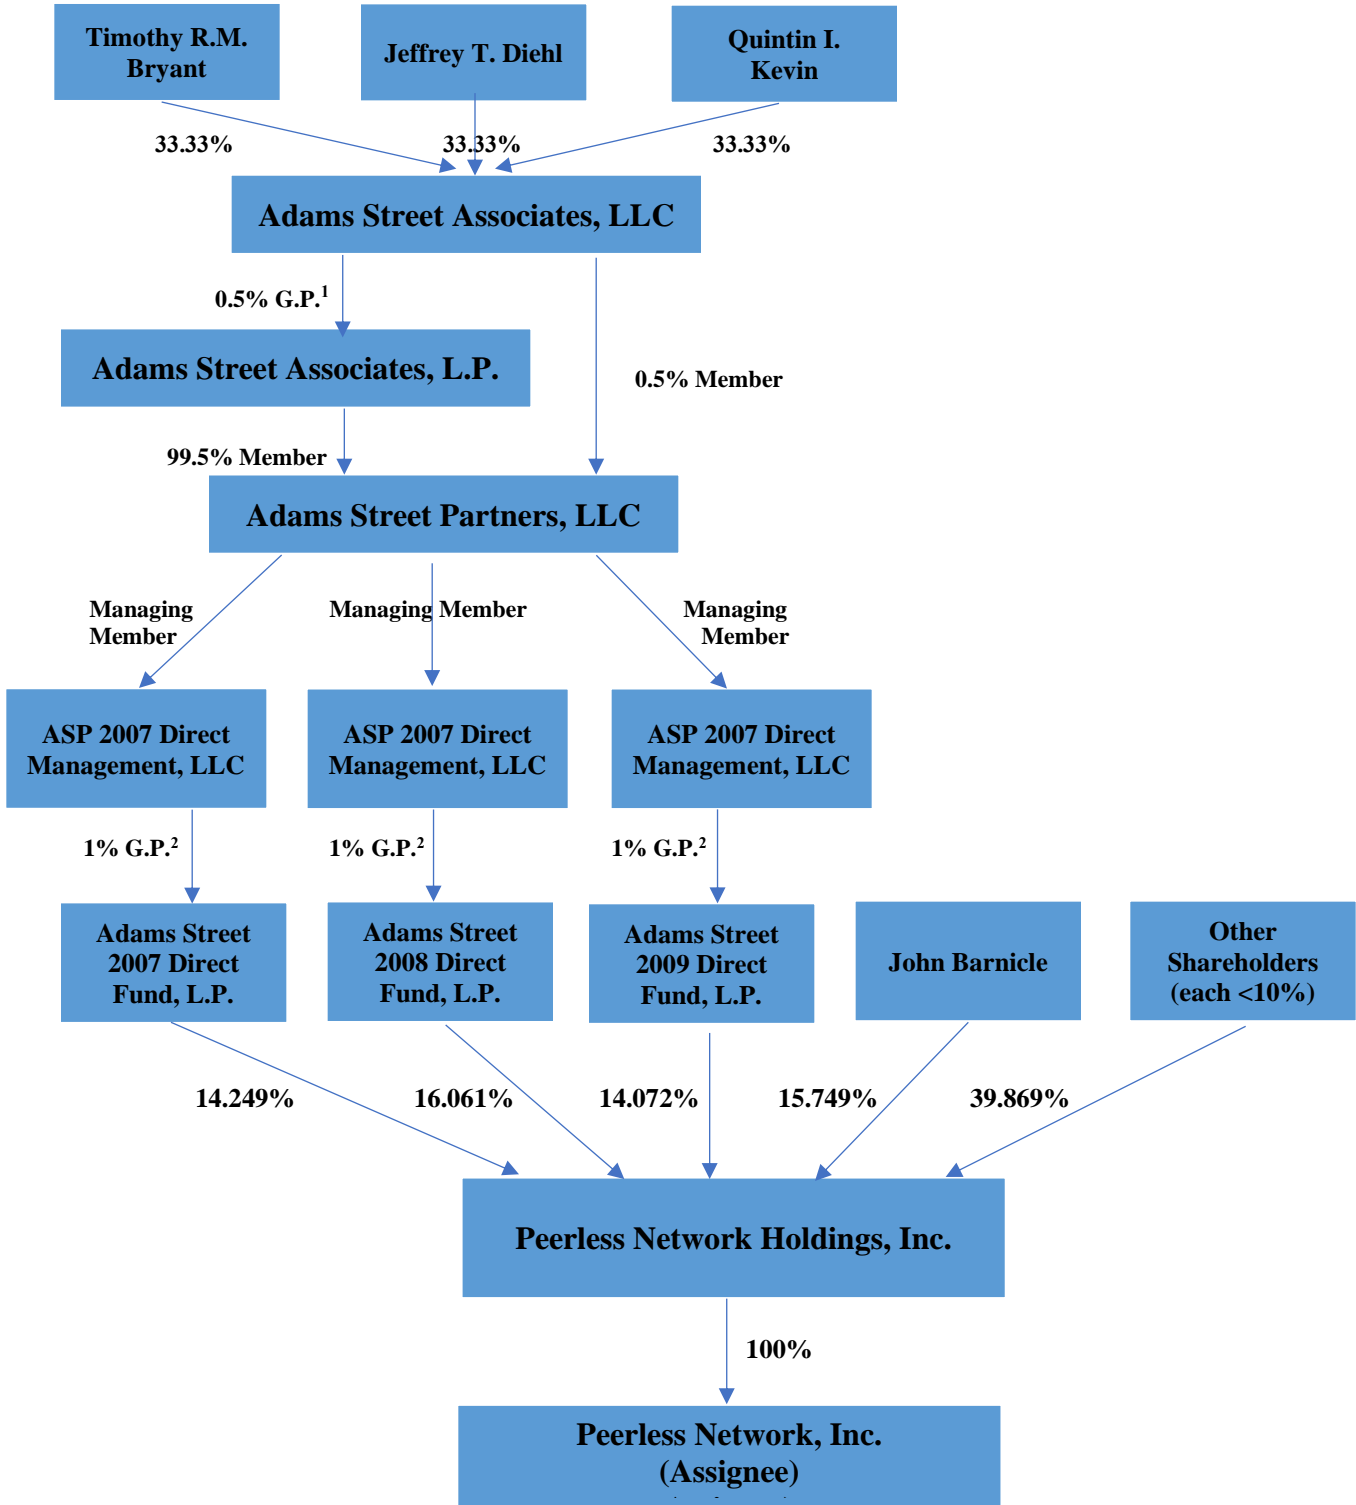 Timothy R.M.
Bryant
Jeffrey T. Diehl
Quintin I.
Kevin
33.33%
33.33%
33.33%
Adams Street Associates, LLC
0.5% G.P.1
Adams Street Associates, L.P.
0.5% Member
99.5% Member
Adams Street Partners, LLC
Managing
Member
Managing Member
Managing
Member
ASP 2007 Direct
Management, LLC
ASP 2007 Direct
Management, LLC
ASP 2007 Direct
Management, LLC
1% G.P.2
1% G.P.2
1% G.P.2
Adams Street
2007 Direct
Fund, L.P.
Adams Street
2008 Direct
Fund, L.P.
Adams Street
2009 Direct
Fund, L.P.
John Barnicle
Other
Shareholders
(each <10%)
14.249%
16.061%
14.072%
15.749%
39.869%
Peerless Network Holdings, Inc.
100%
Peerless Network, Inc.
(Assignee)